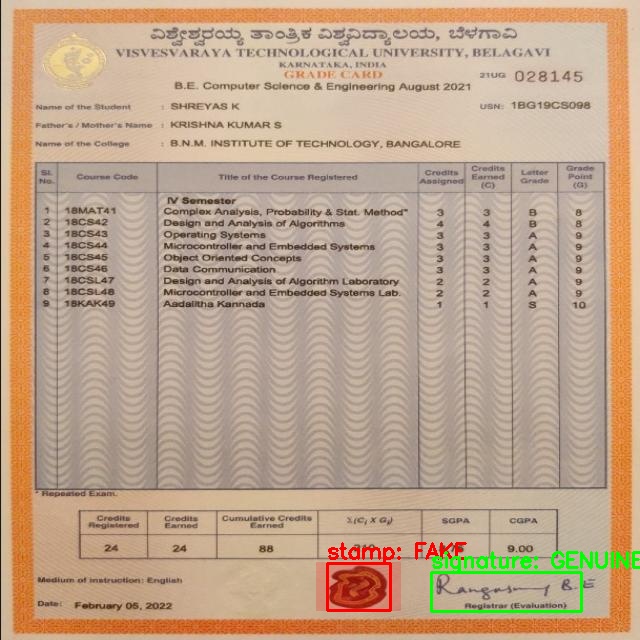 ವಿಶ್ವೇಶ್ವರಯ್ಯ ತಾಂತ್ರಿಕ ವಿಶ್ವವಿದ್ಯಾಲಯ, ಬೆಳಗಾವಿ
VISVESVARAYA TECHNOLOGICAL UNIVERSITY, BELAGAVI
KARNATAKA, INDIA
GRADE CARD
21UG 028145
B.E. Computer Science & Engineering August 2021
Name of the Student : SHREYAS K USN: 1BG19CS098
Father's / Mother's Name : KRISHNA KUMAR S
Name of the College : B.N.M. INSTITUTE OF TECHNOLOGY, BANGALORE
Sl. No. Course Code Title of the Course Registered Credits Assigned Credits Earned (C) Letter Grade Grade Point (G)
IV Semester
1 18MAT41 Complex Analysis, Probability & Stat. Method* 3 3 B 8
2 18CS42 Design and Analysis of Algorithms 4 4 B 8
3 18CS43 Operating Systems 3 3 A 9
4 18CS44 Microcontroller and Embedded Systems 3 3 A 9
5 18CS45 Object Oriented Concepts 3 3 A 9
6 18CS46 Data Communication 3 3 A 9
7 18CSL47 Design and Analysis of Algorithm Laboratory 2 2 A 9
8 18CSL48 Microcontroller and Embedded Systems Lab. 2 2 A 9
9 18KAK49 Aadalitha Kannada 1 1 S 10
* Repeated Exam.
Credits Registered Credits Earned Cumulative Credits Earned Σ(Ci X Gi) SGPA CGPA
24 24 88 9.00
stamp: FAKE
signature: GENUINE
Medium of instruction: English
Rangaswamy B.E
Date: February 05, 2022
Registrar (Evaluation)